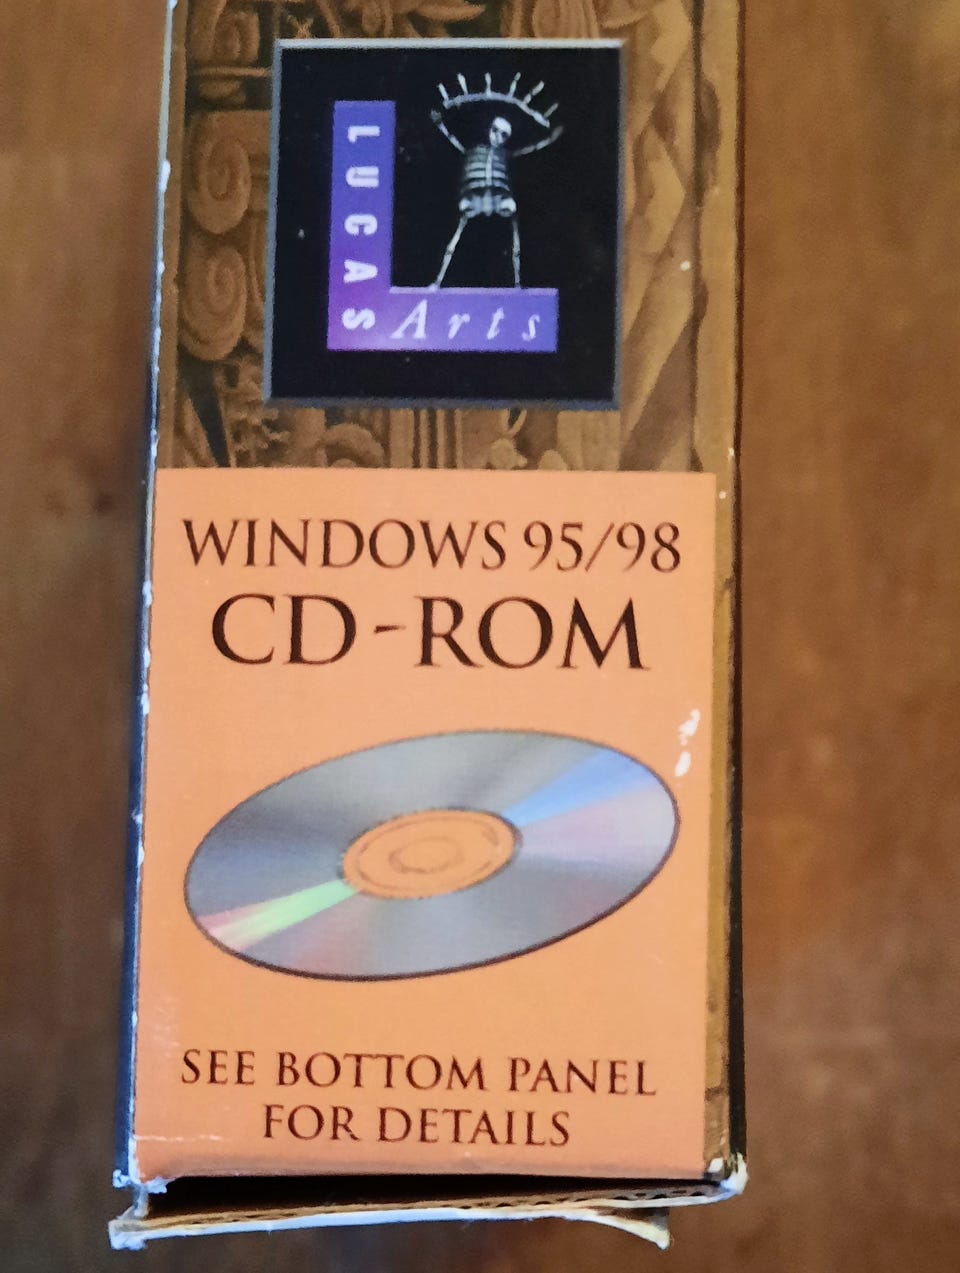 LUCAS
Arts
WINDOWS 95/98
CD-ROM
SEE BOTTOM PANEL
FOR DETAILS